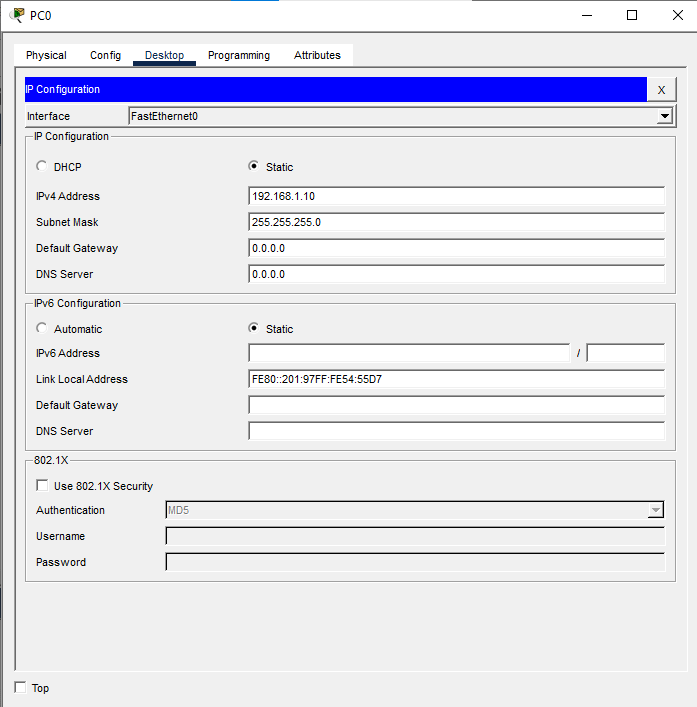 PC0
Physical Config Desktop Programming Attributes
IP Configuration X
Interface FastEthernet0
IP Configuration
DHCP Static
IPv4 Address 192.168.1.10
Subnet Mask 255.255.255.0
Default Gateway 0.0.0.0
DNS Server 0.0.0.0
IPv6 Configuration
Automatic Static
IPv6 Address /
Link Local Address FE80::201:97FF:FE54:55D7
Default Gateway
DNS Server
802.1X
Use 802.1X Security
Authentication MD5
Username
Password
Top